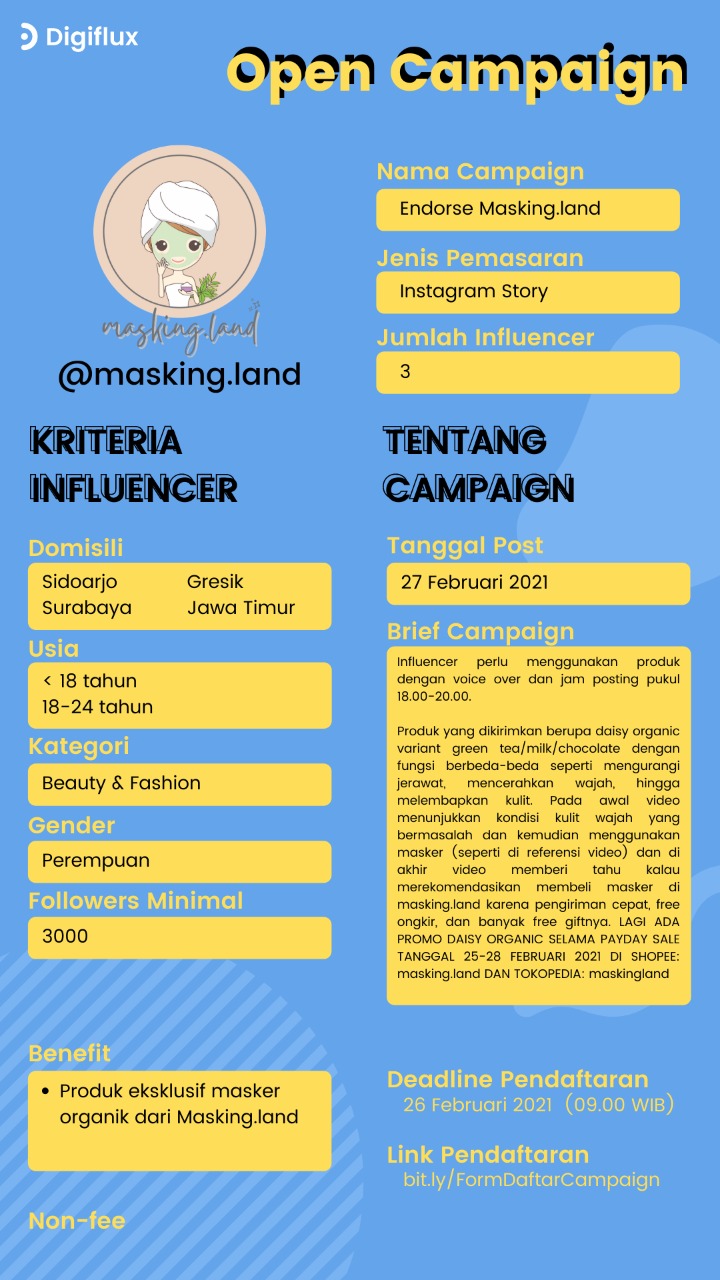 Digiflux
Open Campaign
masking.land
@masking.land
Nama Campaign
Endorse Masking.land
Jenis Pemasaran
Instagram Story
Jumlah Influencer
3
KRITERIA
INFLUENCER
Domisili
Sidoarjo Gresik
Surabaya Jawa Timur
Usia
< 18 tahun
18-24 tahun
Kategori
Beauty & Fashion
Gender
Perempuan
Followers Minimal
3000
Benefit
• Produk eksklusif masker
organik dari Masking.land
Non-fee
TENTANG
CAMPAIGN
Tanggal Post
27 Februari 2021
Brief Campaign
Influencer perlu menggunakan produk
dengan voice over dan jam posting pukul
18.00-20.00.
Produk yang dikirimkan berupa daisy organic
variant green tea/milk/chocolate dengan
fungsi berbeda-beda seperti mengurangi
jerawat, mencerahkan wajah, hingga
melembapkan kulit. Pada awal video
menunjukkan kondisi kulit wajah yang
bermasalah dan kemudian menggunakan
masker (seperti di referensi video) dan di
akhir video memberi tahu kalau
merekomendasikan membeli masker di
masking.land karena pengiriman cepat, free
ongkir, dan banyak free giftnya. LAGI ADA
PROMO DAISY ORGANIC SELAMA PAYDAY SALE
TANGGAL 25-28 FEBRUARI 2021 DI SHOPEE:
masking.land DAN TOKOPEDIA: maskingland
Deadline Pendaftaran
26 Februari 2021 (09.00 WIB)
Link Pendaftaran
bit.ly/FormDaftarCampaign